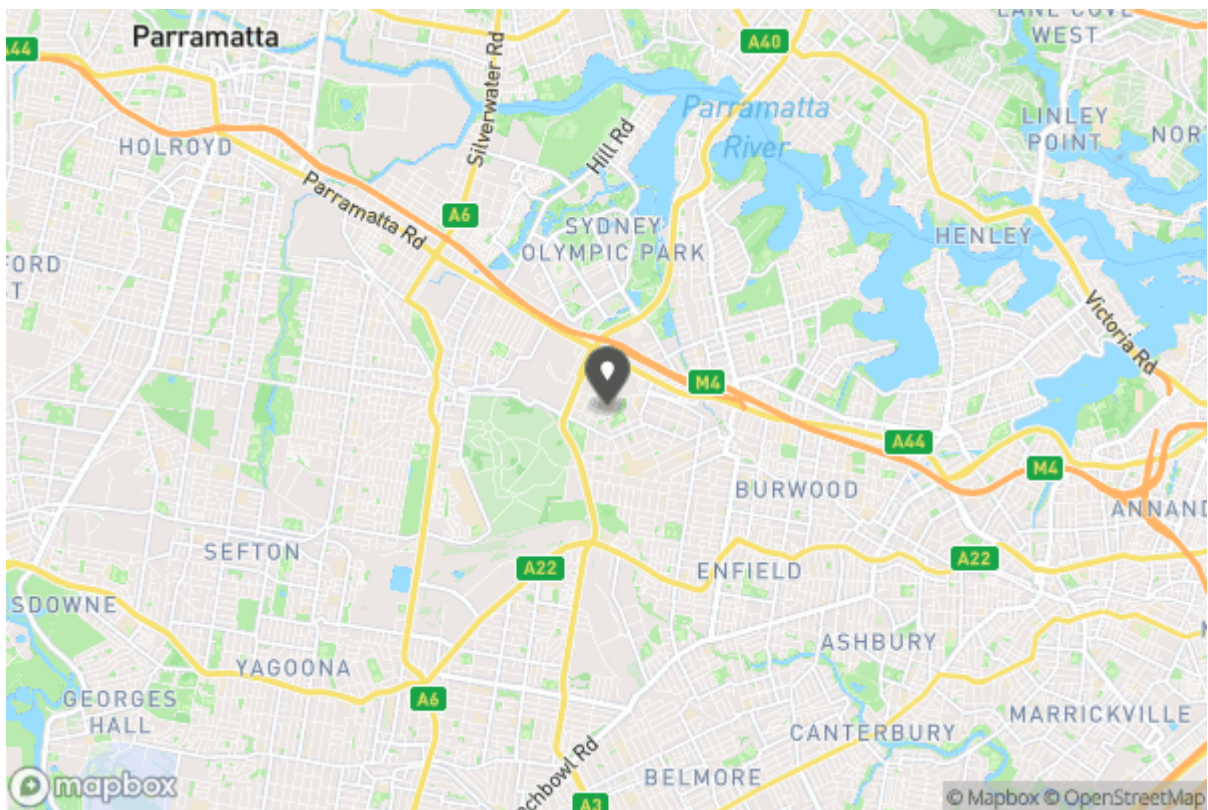 LANE COVE
WEST
Parramatta
A44
A40
Silverwater Rd
Parramatta
River
LINLEY
POINT
HOLROYD
Hill Rd
Parramatta Rd
A6
SYDNEY
OLYMPIC PARK
HENLEY
Victoria Rd
M4
A44
M4
BURWOOD
SEFTON
A22
ENFIELD
A22
ASHBURY
YAGOONA
A6
GEORGES
HALL
MARRICKVILLE
CANTERBURY
BELMORE
A3
mapbox
© Mapbox © OpenStreetMap